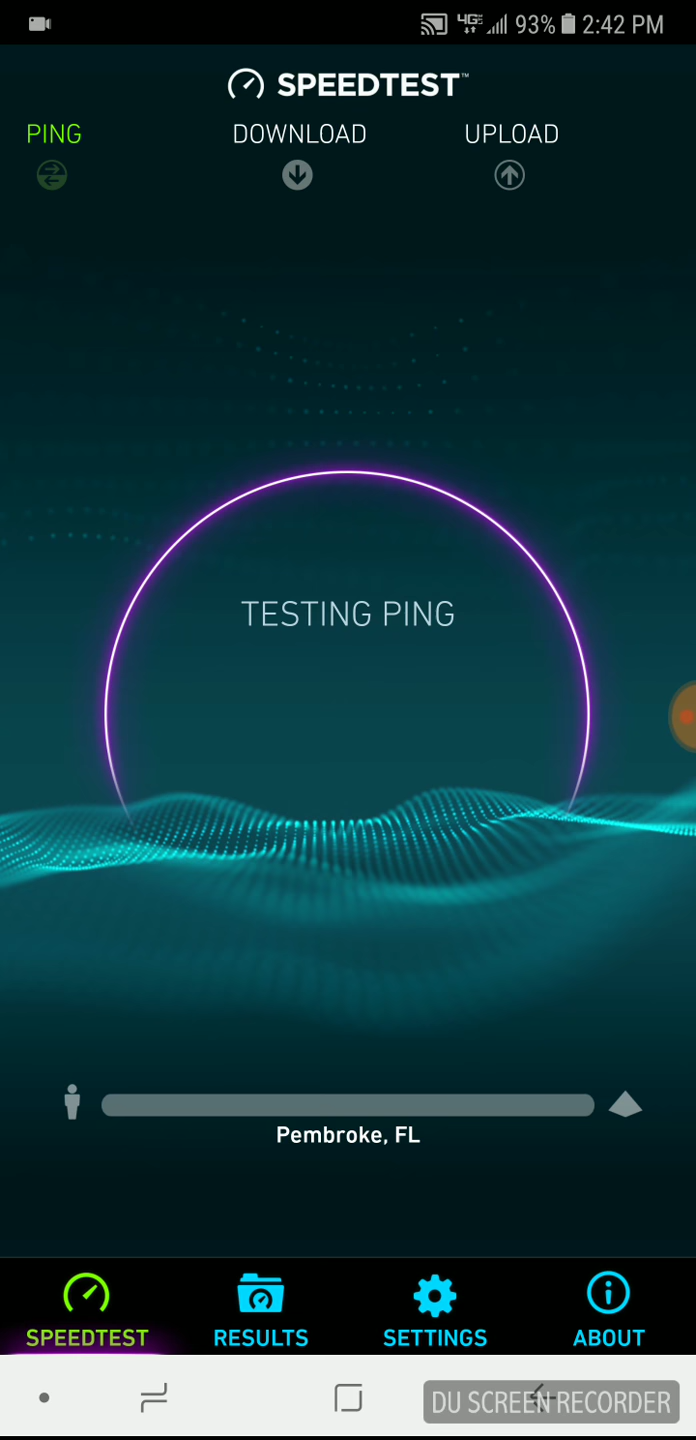 4GE 93% 2:42 PM
SPEEDTEST™
PING DOWNLOAD UPLOAD
TESTING PING
Pembroke, FL
SPEEDTEST RESULTS SETTINGS ABOUT
DU SCREEN RECORDER